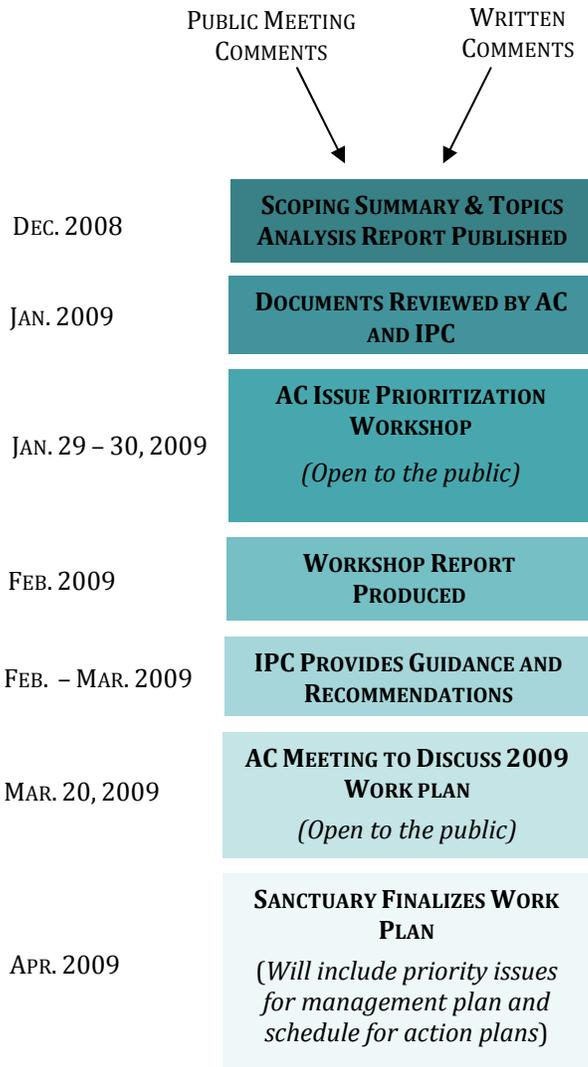 Public Meeting
Comments
Written
Comments
Dec. 2008
Scoping Summary & Topics
Analysis Report Published
Jan. 2009
Documents Reviewed by AC
and IPC
Jan. 29 – 30, 2009
AC Issue Prioritization
Workshop
(Open to the public)
Feb. 2009
Workshop Report
Produced
Feb. – Mar. 2009
IPC Provides Guidance and
Recommendations
Mar. 20, 2009
AC Meeting to Discuss 2009
Work plan
(Open to the public)
Apr. 2009
Sanctuary Finalizes Work
Plan
(Will include priority issues
for management plan and
schedule for action plans)